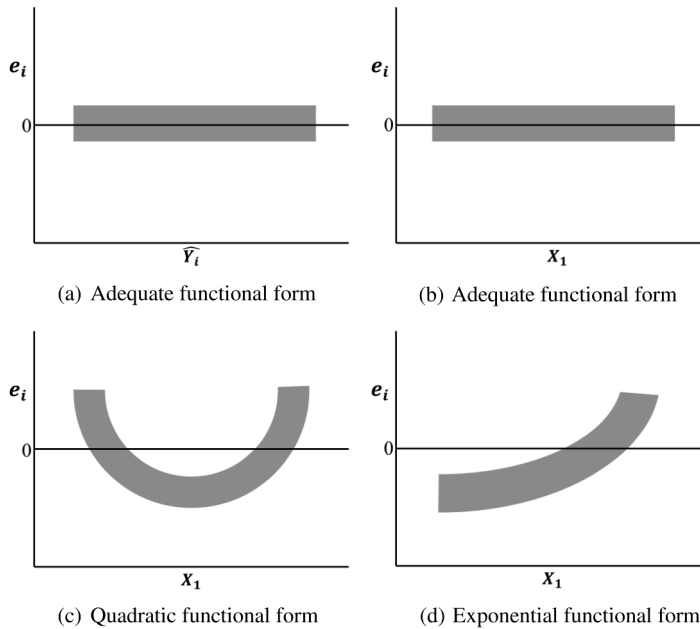 e_i
0
Ŷ_i
(a) Adequate functional form
e_i
0
X_1
(b) Adequate functional form
e_i
0
X_1
(c) Quadratic functional form
e_i
0
X_1
(d) Exponential functional form